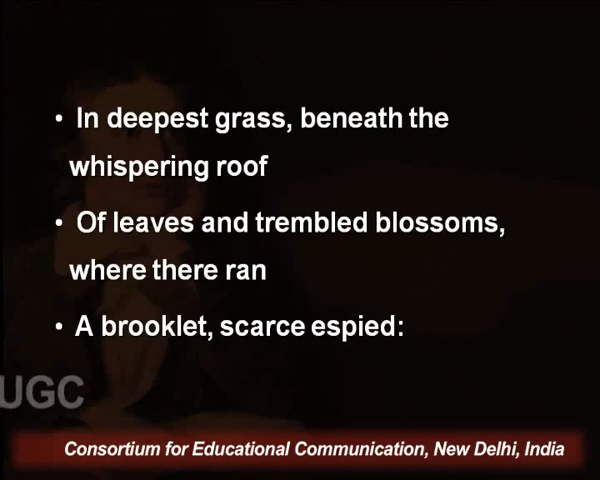 • In deepest grass, beneath the
whispering roof
• Of leaves and trembled blossoms,
where there ran
• A brooklet, scarce espied:
UGC
Consortium for Educational Communication, New Delhi, India